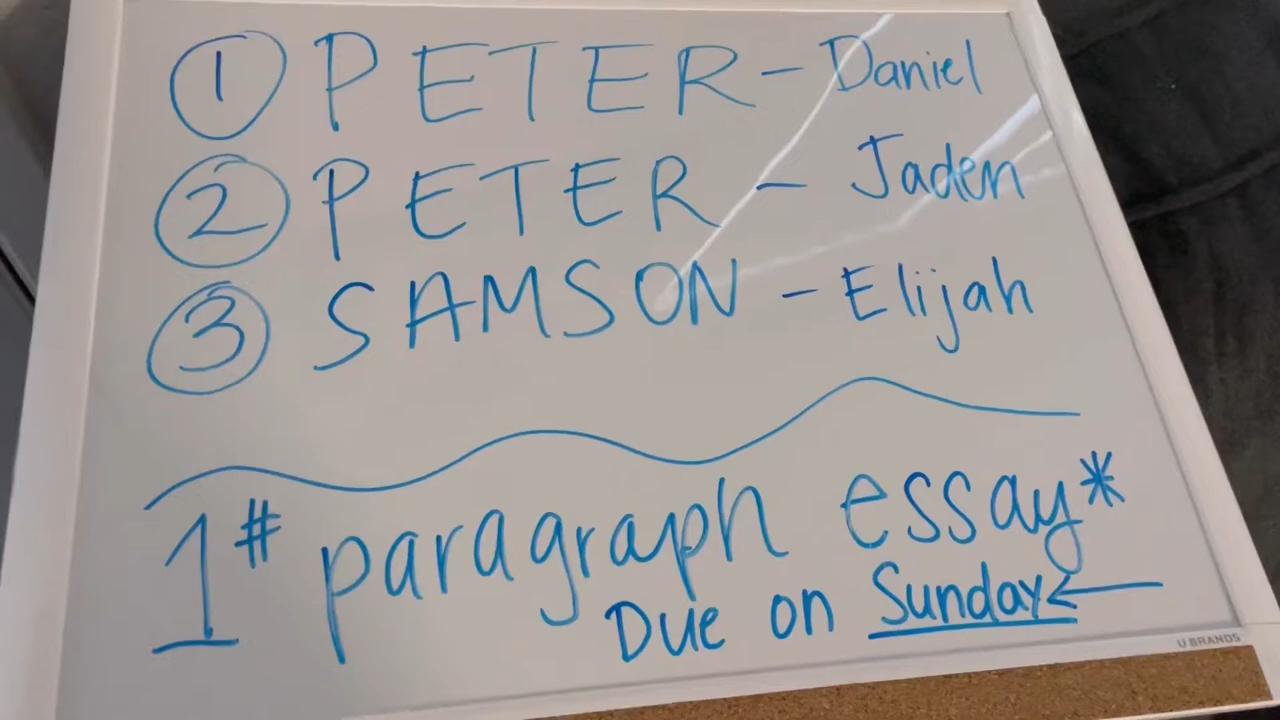 1 PETER - Daniel
2 PETER - Jaden
3 SAMSON - Elijah
1# paragraph essay*
Due on Sunday ←
U BRANDS